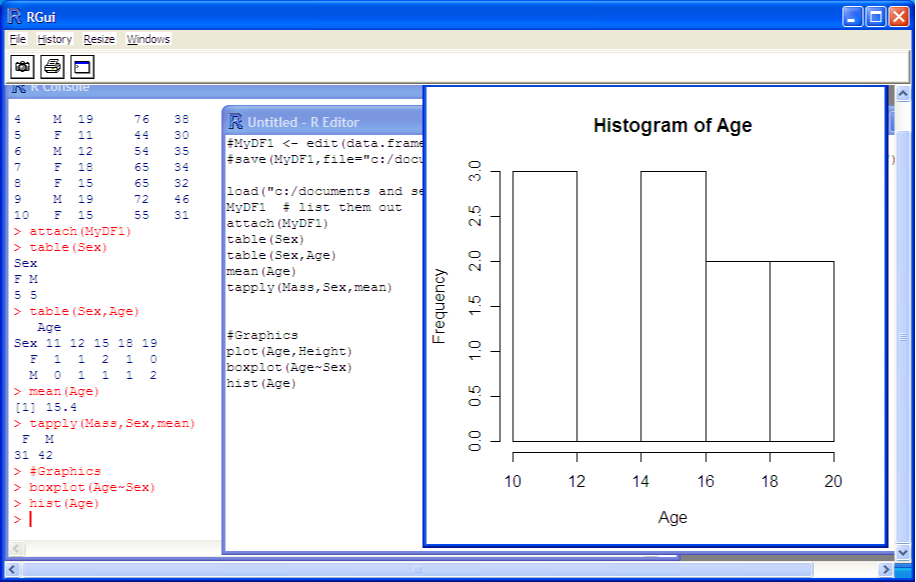 RGui
File History Resize Windows
R Console
4 M 19 76 38
5 F 11 44 30
6 M 12 54 35
7 F 18 65 34
8 F 15 65 32
9 M 19 72 46
10 F 15 55 31
> attach(MyDF1)
> table(Sex)
Sex
F M
5 5
> table(Sex,Age)
Age
Sex 11 12 15 18 19
F 1 1 2 1 0
M 0 1 1 1 2
> mean(Age)
[1] 15.4
> tapply(Mass,Sex,mean)
F M
31 42
> #Graphics
> boxplot(Age~Sex)
> hist(Age)
>
Untitled - R Editor
#MyDF1 <- edit(data.frame
#save(MyDF1,file="c:/docu
load("c:/documents and se
MyDF1 # list them out
attach(MyDF1)
table(Sex)
table(Sex,Age)
mean(Age)
tapply(Mass,Sex,mean)
#Graphics
plot(Age,Height)
boxplot(Age~Sex)
hist(Age)
Histogram of Age
Frequency
3.0
2.5
2.0
1.5
1.0
0.5
0.0
10 12 14 16 18 20
Age